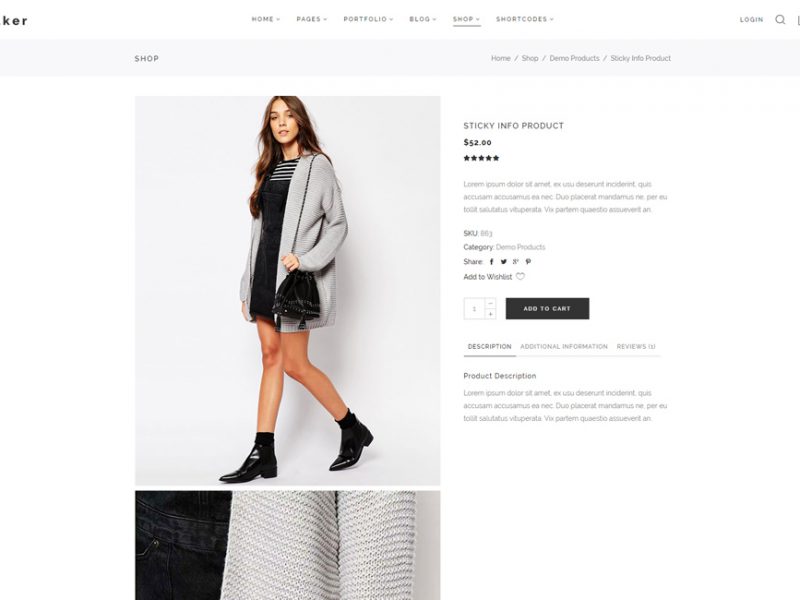 ker
HOME PAGES PORTFOLIO BLOG SHOP SHORTCODES
LOGIN
SHOP
Home / Shop / Demo Products / Sticky Info Product
STICKY INFO PRODUCT
$52.00
Lorem ipsum dolor sit amet, ex usu deserunt inciderint, quis
accusam accusamus ea nec. Duo placerat mandamus ne, per eu
tollit salutatus vituperata. Vix partem quaestio assueverit an.
SKU: 863
Category: Demo Products
Share:
Add to Wishlist
1 − +
ADD TO CART
DESCRIPTION ADDITIONAL INFORMATION REVIEWS (1)
Product Description
Lorem ipsum dolor sit amet, ex usu deserunt inciderint, quis
accusam accusamus ea nec. Duo placerat mandamus ne, per eu
tollit salutatus vituperata. Vix partem quaestio assueverit an.